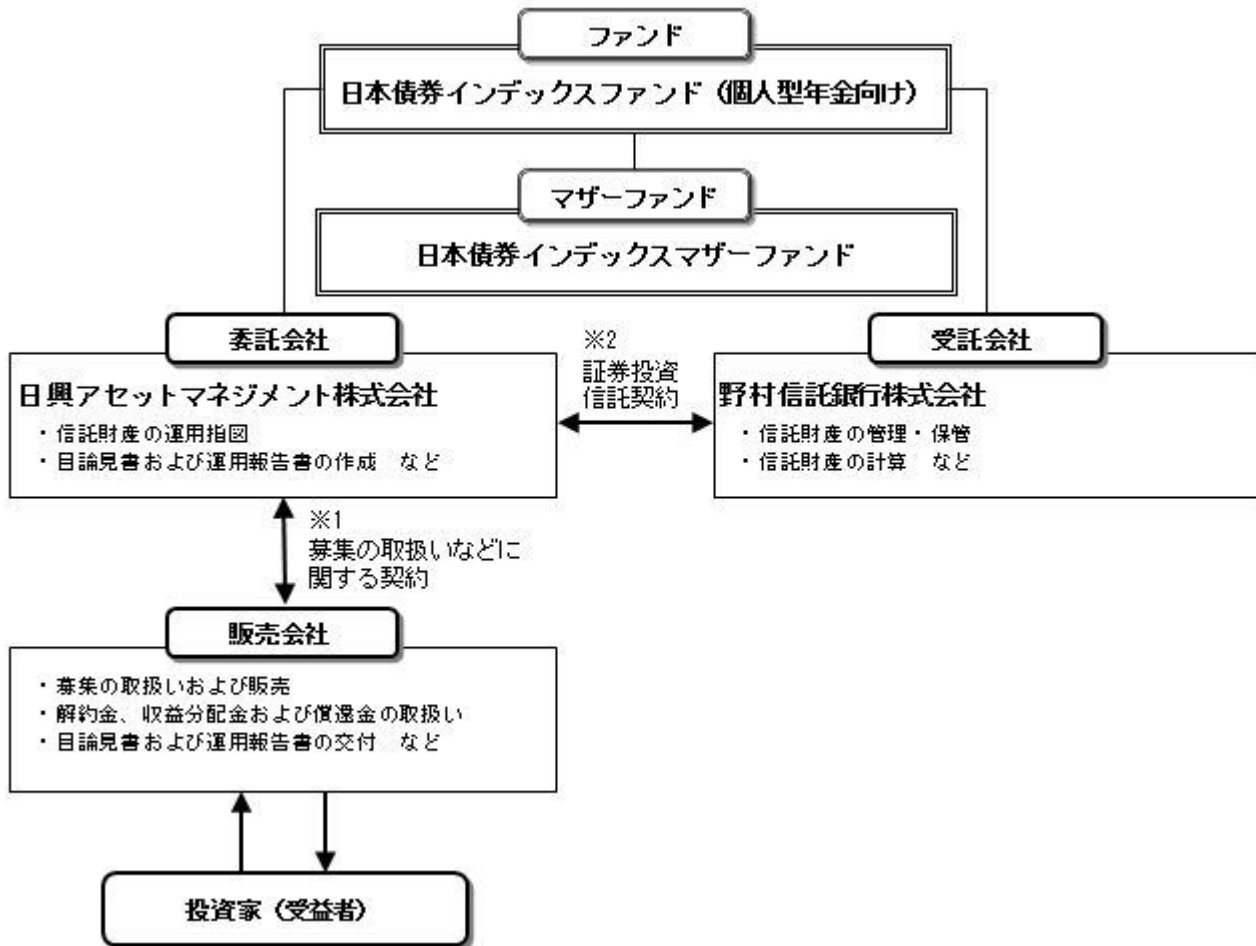 ファンド
日本債券インデックスファンド（個人型年金向け）
マザーファンド
日本債券インデックスマザーファンド
委託会社
日興アセットマネジメント株式会社
・信託財産の運用指図
・目論見書および運用報告書の作成　など
※2
証券投資
信託契約
受託会社
野村信託銀行株式会社
・信託財産の管理・保管
・信託財産の計算　など
※1
募集の取扱いなどに
関する契約
販売会社
・募集の取扱いおよび販売
・解約金、収益分配金および償還金の取扱い
・目論見書および運用報告書の交付　など
投資家（受益者）